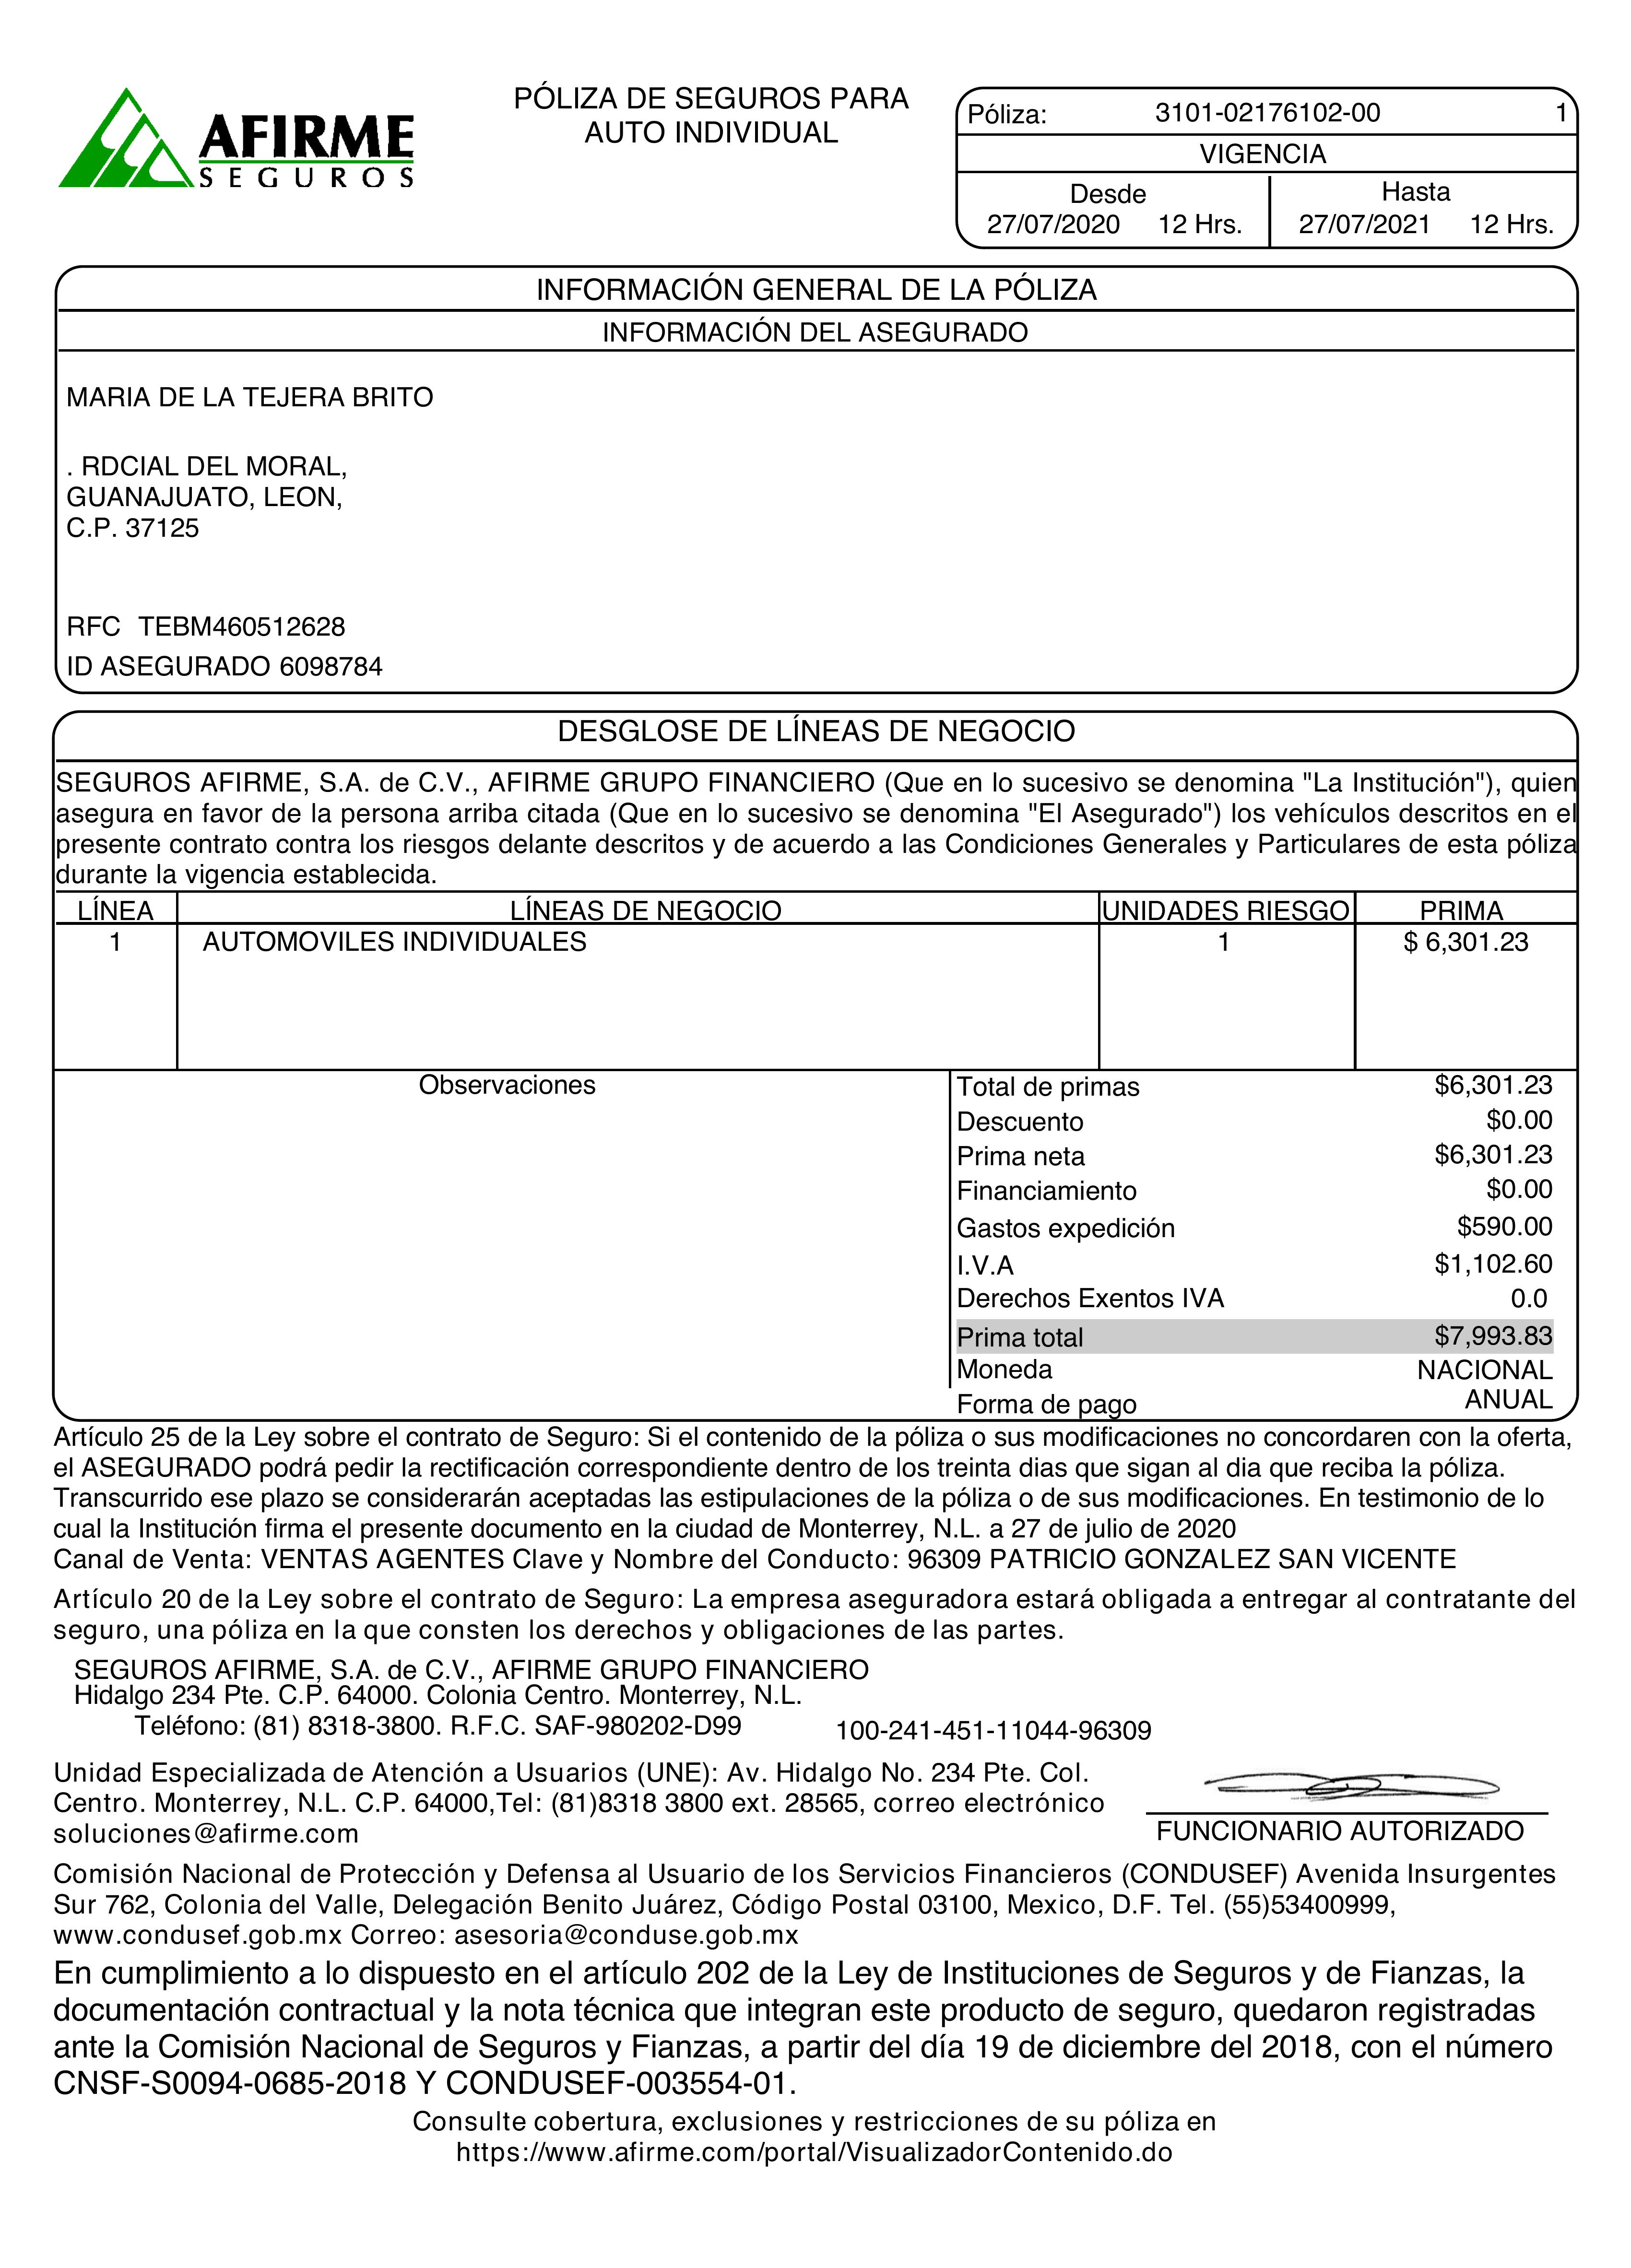 AFIRME
SEGUROS
PÓLIZA DE SEGUROS PARA
AUTO INDIVIDUAL
Póliza: 3101-02176102-00 1
VIGENCIA
Desde Hasta
27/07/2020 12 Hrs. 27/07/2021 12 Hrs.
INFORMACIÓN GENERAL DE LA PÓLIZA
INFORMACIÓN DEL ASEGURADO
MARIA DE LA TEJERA BRITO
. RDCIAL DEL MORAL,
GUANAJUATO, LEON,
C.P. 37125
RFC TEBM460512628
ID ASEGURADO 6098784
DESGLOSE DE LÍNEAS DE NEGOCIO
SEGUROS AFIRME, S.A. de C.V., AFIRME GRUPO FINANCIERO (Que en lo sucesivo se denomina "La Institución"), quien
asegura en favor de la persona arriba citada (Que en lo sucesivo se denomina "El Asegurado") los vehículos descritos en el
presente contrato contra los riesgos delante descritos y de acuerdo a las Condiciones Generales y Particulares de esta póliza
durante la vigencia establecida.
LÍNEA LÍNEAS DE NEGOCIO UNIDADES RIESGO PRIMA
1 AUTOMOVILES INDIVIDUALES 1 $ 6,301.23
Observaciones
Total de primas $6,301.23
Descuento $0.00
Prima neta $6,301.23
Financiamiento $0.00
Gastos expedición $590.00
I.V.A $1,102.60
Derechos Exentos IVA 0.0
Prima total $7,993.83
Moneda NACIONAL
Forma de pago ANUAL
Artículo 25 de la Ley sobre el contrato de Seguro: Si el contenido de la póliza o sus modificaciones no concordaren con la oferta,
el ASEGURADO podrá pedir la rectificación correspondiente dentro de los treinta dias que sigan al dia que reciba la póliza.
Transcurrido ese plazo se considerarán aceptadas las estipulaciones de la póliza o de sus modificaciones. En testimonio de lo
cual la Institución firma el presente documento en la ciudad de Monterrey, N.L. a 27 de julio de 2020
Canal de Venta: VENTAS AGENTES Clave y Nombre del Conducto: 96309 PATRICIO GONZALEZ SAN VICENTE
Artículo 20 de la Ley sobre el contrato de Seguro: La empresa aseguradora estará obligada a entregar al contratante del
seguro, una póliza en la que consten los derechos y obligaciones de las partes.
SEGUROS AFIRME, S.A. de C.V., AFIRME GRUPO FINANCIERO
Hidalgo 234 Pte. C.P. 64000. Colonia Centro. Monterrey, N.L.
Teléfono: (81) 8318-3800. R.F.C. SAF-980202-D99 100-241-451-11044-96309
Unidad Especializada de Atención a Usuarios (UNE): Av. Hidalgo No. 234 Pte. Col.
Centro. Monterrey, N.L. C.P. 64000,Tel: (81)8318 3800 ext. 28565, correo electrónico
soluciones@afirme.com
FUNCIONARIO AUTORIZADO
Comisión Nacional de Protección y Defensa al Usuario de los Servicios Financieros (CONDUSEF) Avenida Insurgentes
Sur 762, Colonia del Valle, Delegación Benito Juárez, Código Postal 03100, Mexico, D.F. Tel. (55)53400999,
www.condusef.gob.mx Correo: asesoria@conduse.gob.mx
En cumplimiento a lo dispuesto en el artículo 202 de la Ley de Instituciones de Seguros y de Fianzas, la
documentación contractual y la nota técnica que integran este producto de seguro, quedaron registradas
ante la Comisión Nacional de Seguros y Fianzas, a partir del día 19 de diciembre del 2018, con el número
CNSF-S0094-0685-2018 Y CONDUSEF-003554-01.
Consulte cobertura, exclusiones y restricciones de su póliza en
https://www.afirme.com/portal/VisualizadorContenido.do